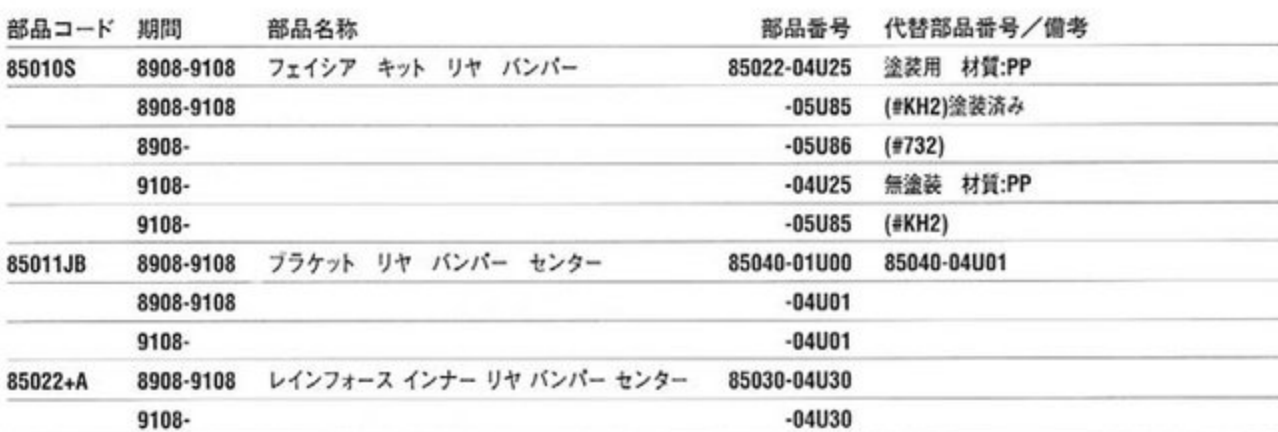 部品コード 期間 部品名称 部品番号 代替部品番号／備考
85010S 8908-9108 フェイシア キット リヤ バンパー 85022-04U25 塗装用 材質:PP
8908-9108 -05U85 (#KH2)塗装済み
8908- -05U86 (#732)
9108- -04U25 無塗装 材質:PP
9108- -05U85 (#KH2)
85011JB 8908-9108 ブラケット リヤ バンパー センター 85040-01U00 85040-04U01
8908-9108 -04U01
9108- -04U01
85022+A 8908-9108 レインフォース インナー リヤ バンパー センター 85030-04U30
9108- -04U30